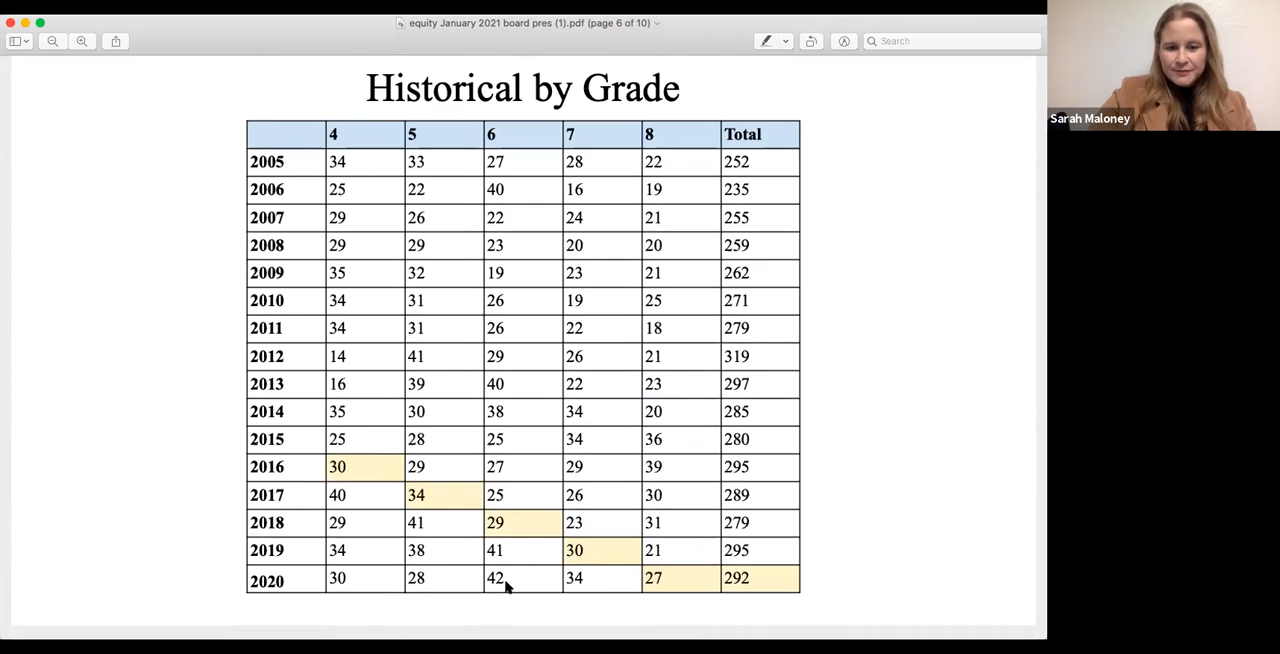 equity January 2021 board pres (1).pdf (page 6 of 10)
Search
Historical by Grade
4 5 6 7 8 Total
2005 34 33 27 28 22 252
2006 25 22 40 16 19 235
2007 29 26 22 24 21 255
2008 29 29 23 20 20 259
2009 35 32 19 23 21 262
2010 34 31 26 19 25 271
2011 34 31 26 22 18 279
2012 14 41 29 26 21 319
2013 16 39 40 22 23 297
2014 35 30 38 34 20 285
2015 25 28 25 34 36 280
2016 30 29 27 29 39 295
2017 40 34 25 26 30 289
2018 29 41 29 23 31 279
2019 34 38 41 30 21 295
2020 30 28 42 34 27 292
Sarah Maloney